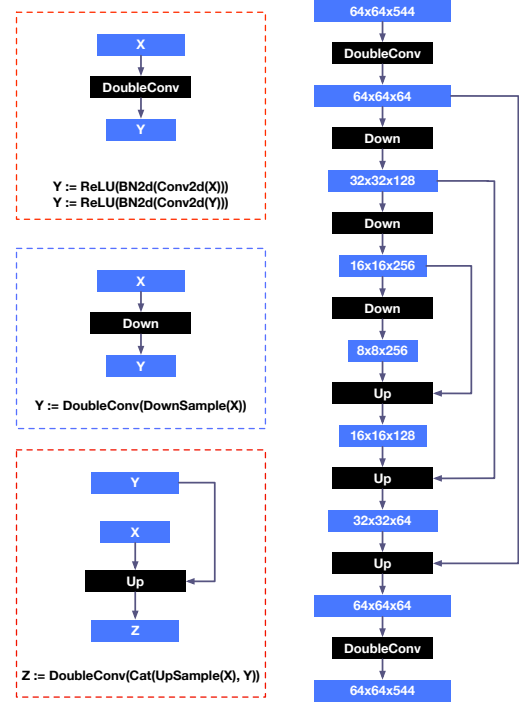 X
DoubleConv
Y
Y := ReLU(BN2d(Conv2d(X)))
Y := ReLU(BN2d(Conv2d(Y)))
X
Down
Y
Y := DoubleConv(DownSample(X))
Y
X
Up
Z
Z := DoubleConv(Cat(UpSample(X), Y))
64x64x544
DoubleConv
64x64x64
Down
32x32x128
Down
16x16x256
Down
8x8x256
Up
16x16x128
Up
32x32x64
Up
64x64x64
DoubleConv
64x64x544